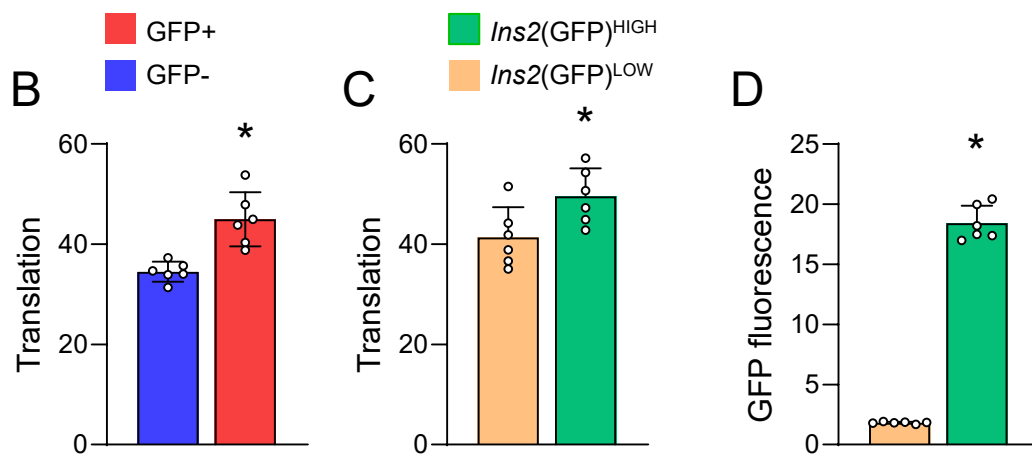 GFP+
GFP-
Ins2(GFP)HIGH
Ins2(GFP)LOW
B
Translation
60
40
20
0
*
C
Translation
60
40
20
0
*
D
GFP fluorescence
25
20
15
10
5
0
*